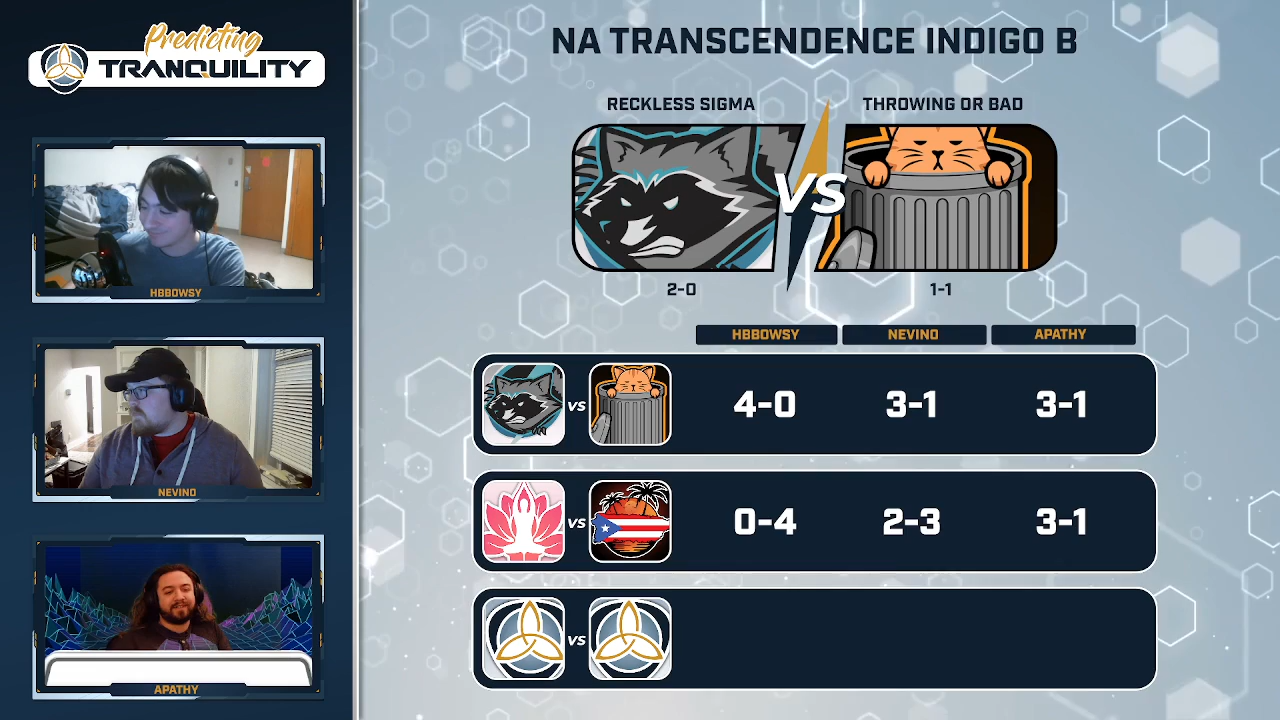 Predicting
TRANQUILITY
HBBOWSY
NEVINO
APATHY
NA TRANSCENDENCE INDIGO B
RECKLESS SIGMA
THROWING OR BAD
VS
2-0
1-1
HBBOWSY
NEVINO
APATHY
VS
4-0
3-1
3-1
VS
0-4
2-3
3-1
VS